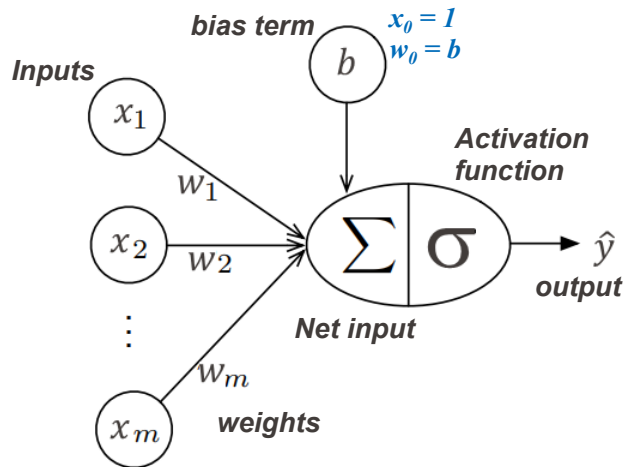 bias term
x₀ = 1
w₀ = b
b
Inputs
x₁
Activation
function
w₁
x₂
w₂
∑
σ
ŷ
output
⋮
Net input
wₘ
xₘ
weights